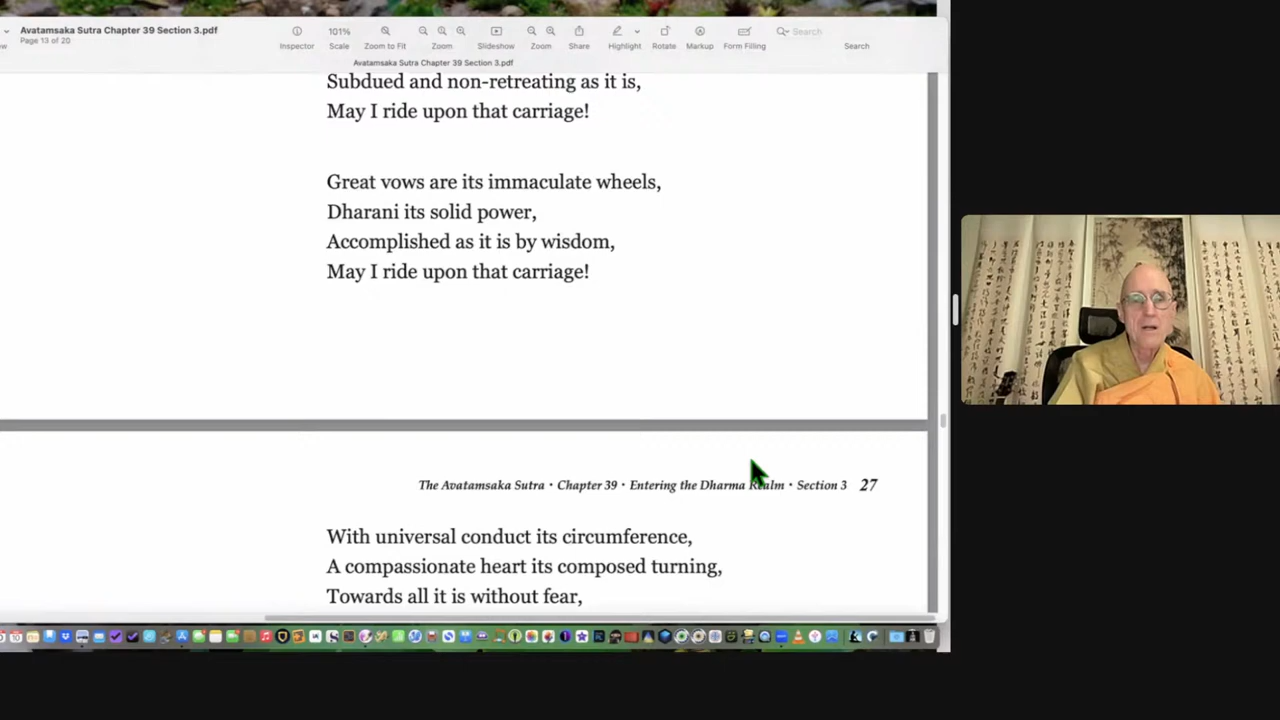 Avatamsaka Sutra Chapter 39 Section 3.pdf
Page 13 of 20
Inspector
101%
Scale
Zoom to Fit
Zoom
Slideshow
Zoom
Share
Highlight
Rotate
Markup
Form Filling
Search
Search
Avatamsaka Sutra Chapter 39 Section 3.pdf
Subdued and non-retreating as it is,
May I ride upon that carriage!
Great vows are its immaculate wheels,
Dharani its solid power,
Accomplished as it is by wisdom,
May I ride upon that carriage!
The Avatamsaka Sutra · Chapter 39 · Entering the Dharma Realm · Section 3 27
With universal conduct its circumference,
A compassionate heart its composed turning,
Towards all it is without fear,